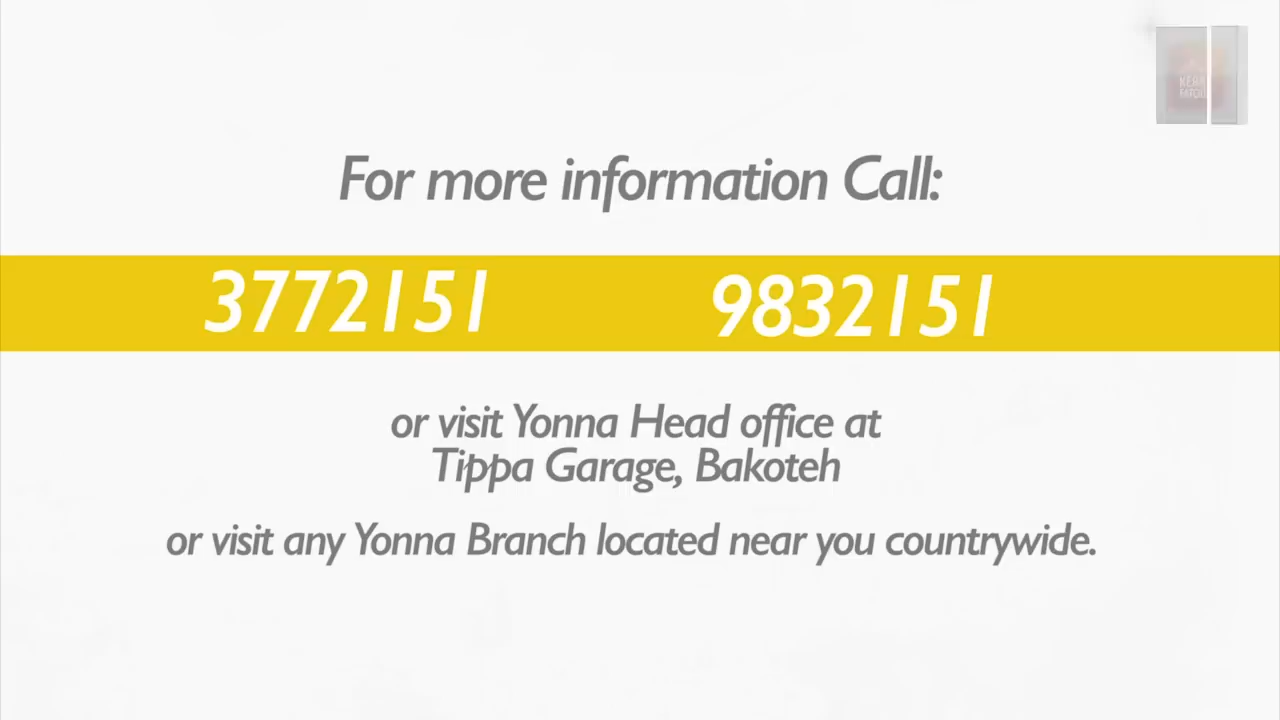 For more information Call:
3772151 9832151
or visit Yonna Head office at
Tippa Garage, Bakoteh
or visit any Yonna Branch located near you countrywide.